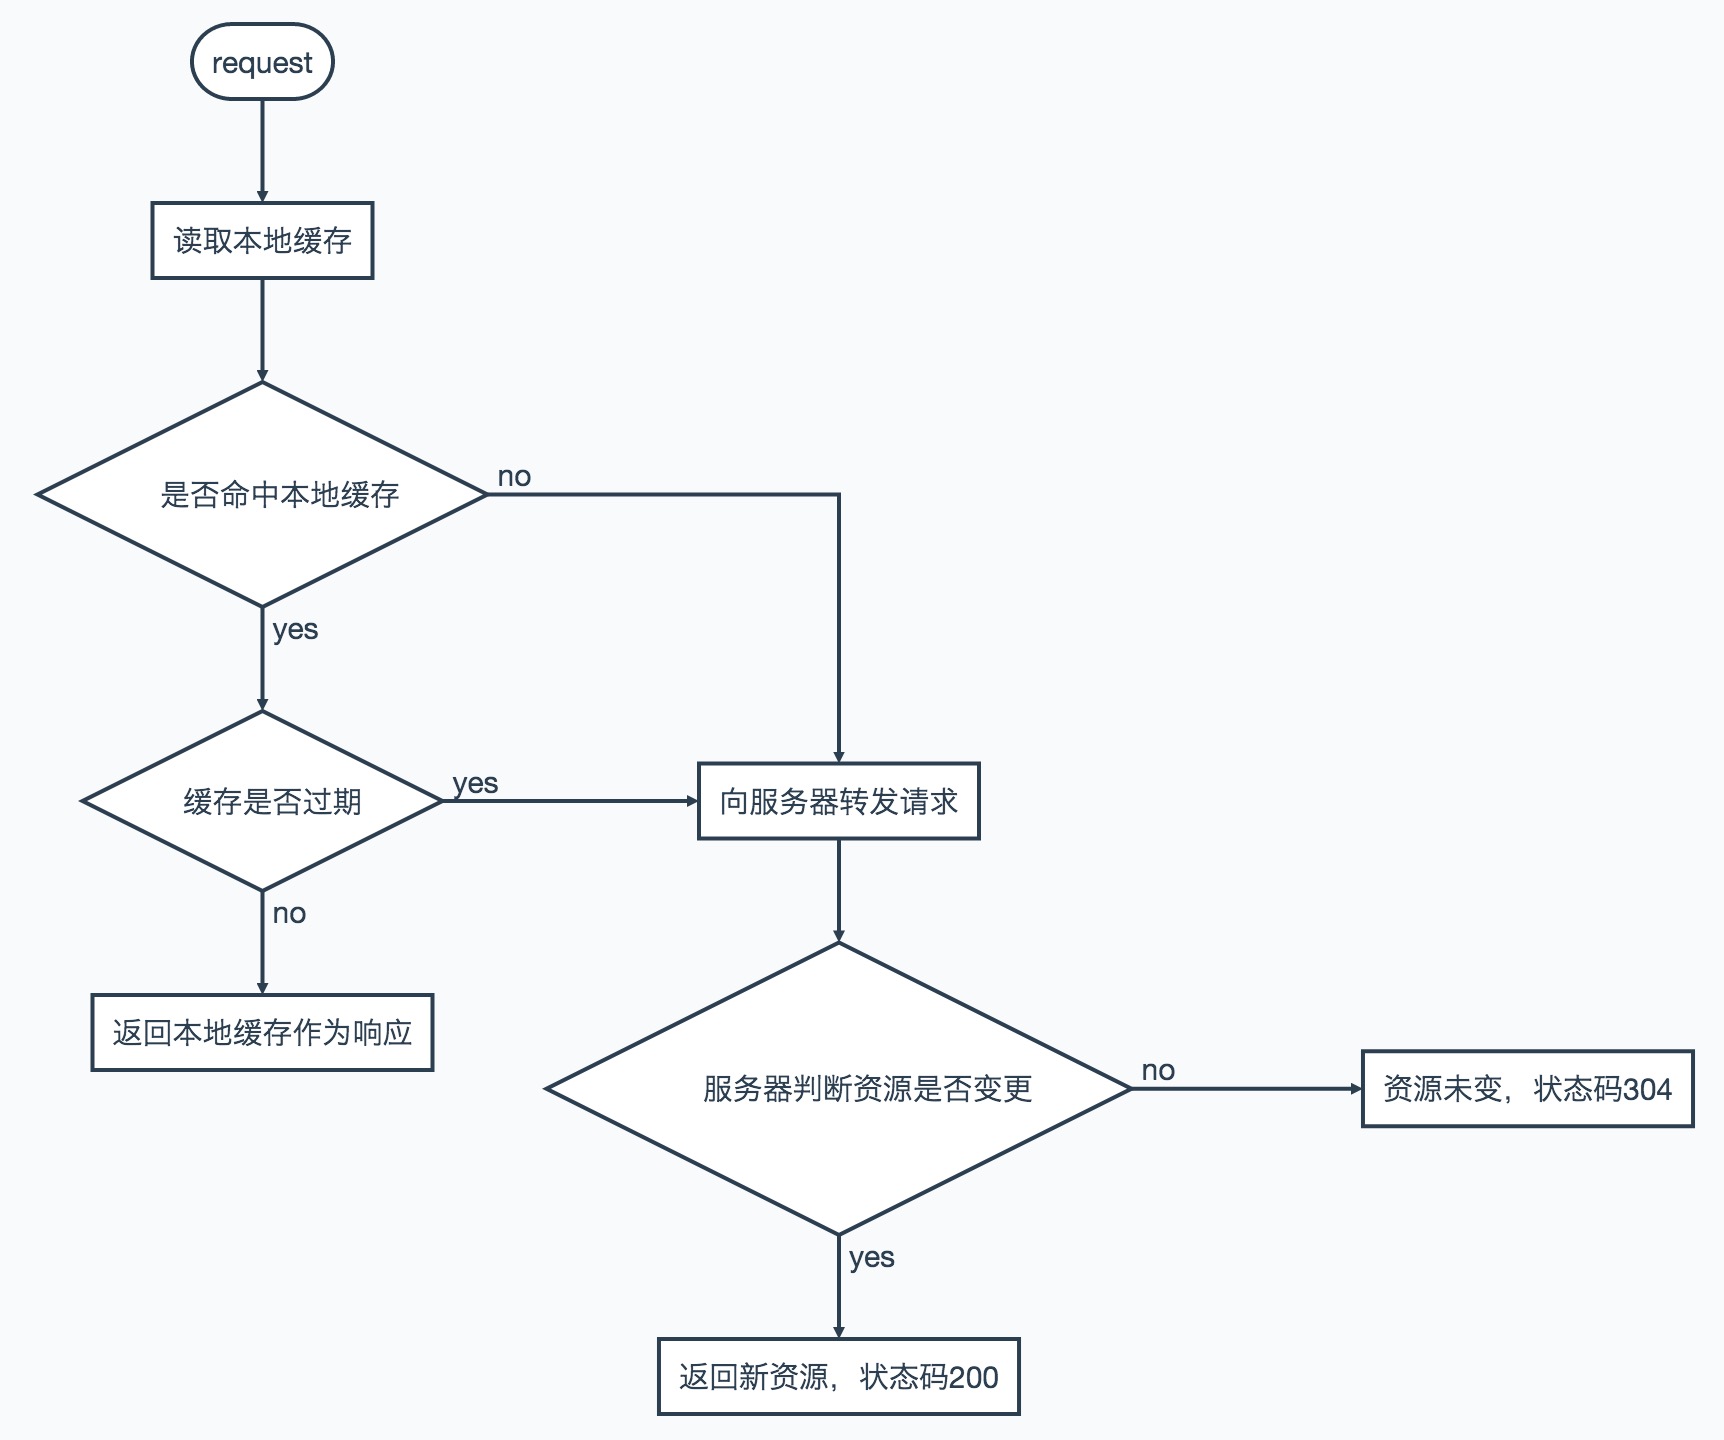 request
读取本地缓存
是否命中本地缓存
no
yes
缓存是否过期
yes
向服务器转发请求
no
返回本地缓存作为响应
服务器判断资源是否变更
no
资源未变，状态码304
yes
返回新资源，状态码200